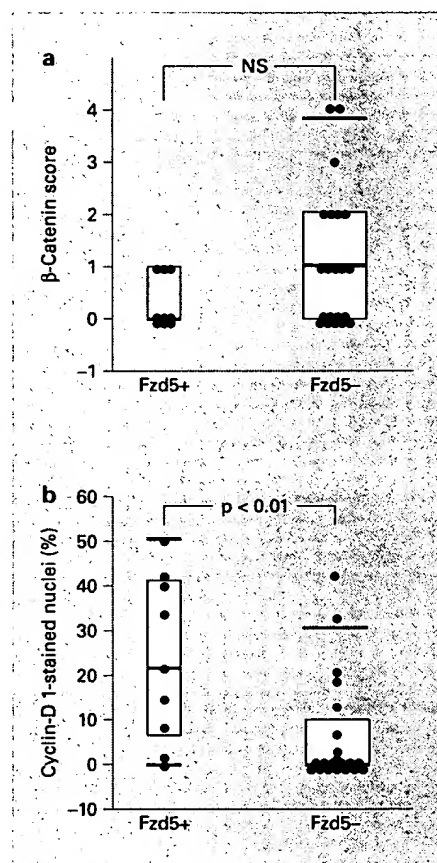 a
NS
4
3
2
1
0
−1
β-Catenin score
Fzd5+ Fzd5−
b
p < 0.01
60
50
40
30
20
10
0
−10
Cyclin-D 1-stained nuclei (%)
Fzd5+ Fzd5−